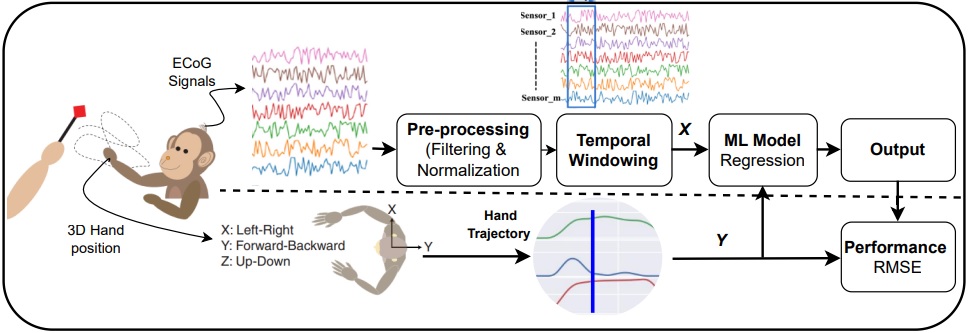 Sensor_1
Sensor_2
Sensor_m
ECoG
Signals
Pre-processing
(Filtering &
Normalization
Temporal
Windowing
X
ML Model
Regression
Output
3D Hand
position
X: Left-Right
Y: Forward-Backward
Z: Up-Down
X
Y
Hand
Trajectory
Y
Performance
RMSE